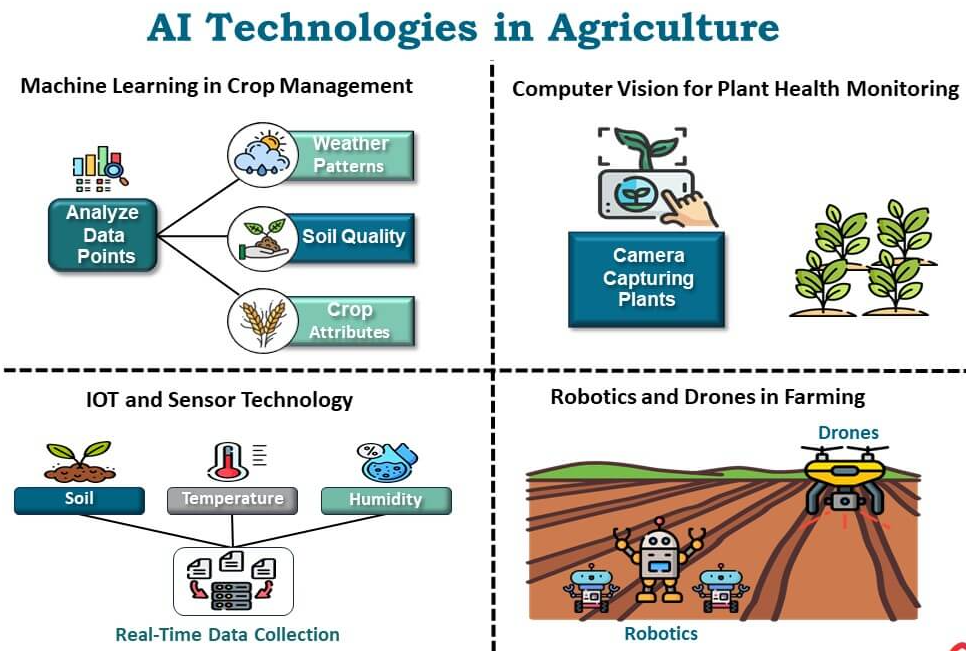 AI Technologies in Agriculture
Machine Learning in Crop Management
Analyze
Data
Points
Weather
Patterns
Soil Quality
Crop
Attributes
Computer Vision for Plant Health Monitoring
Camera
Capturing
Plants
IOT and Sensor Technology
Soil
Temperature
%
Humidity
Real-Time Data Collection
Robotics and Drones in Farming
Drones
Robotics